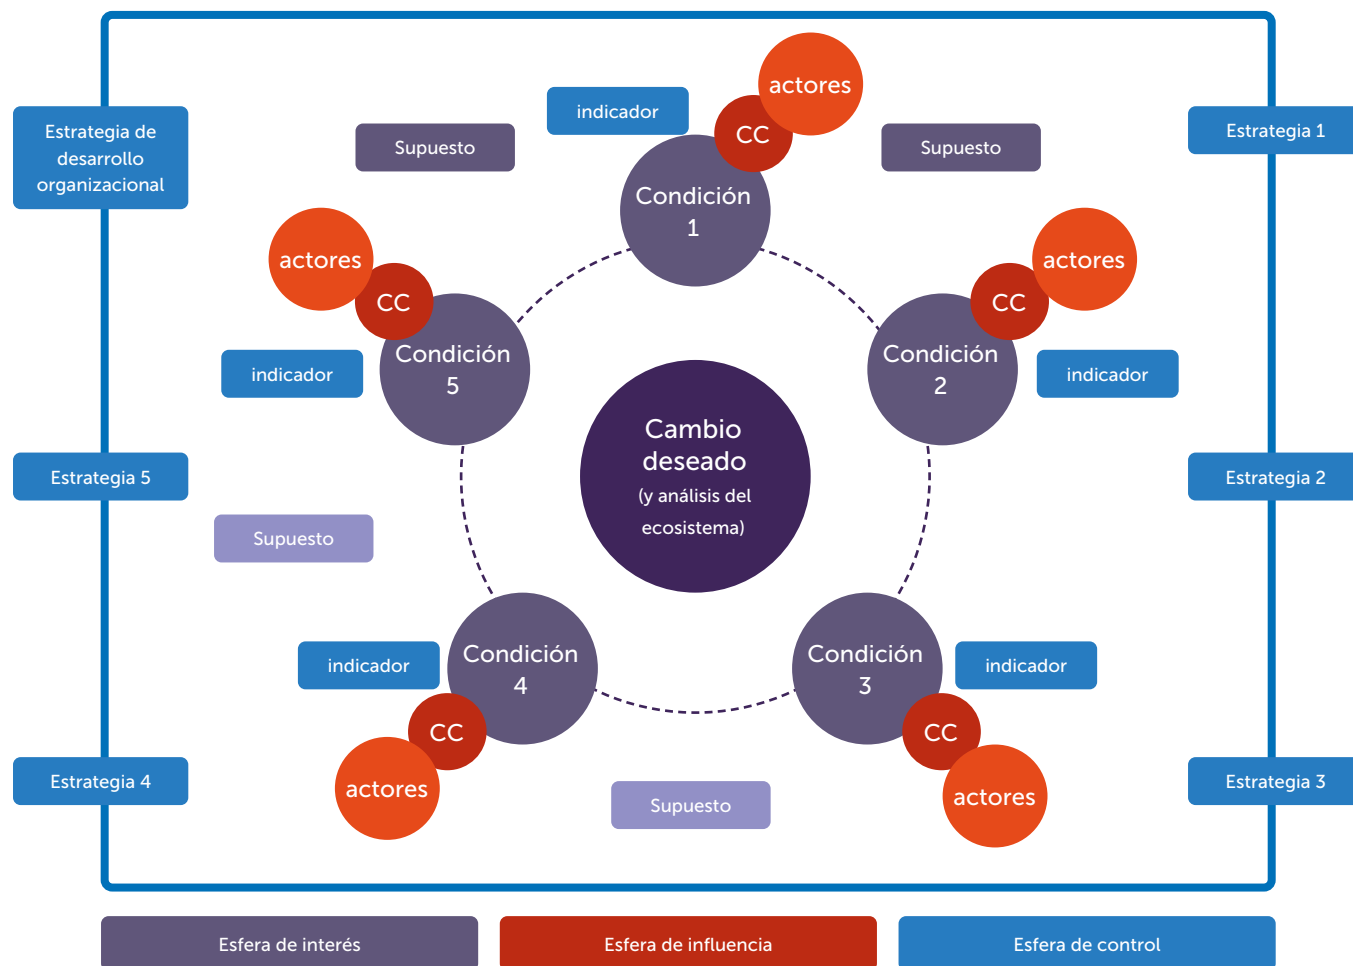 actores
indicador
CC
Estrategia de
desarrollo
organizacional
Supuesto
Supuesto
Estrategia 1
Condición
1
actores
CC
actores
CC
Condición
5
indicador
Condición
2
indicador
Cambio
deseado
(y análisis del
ecosistema)
Estrategia 5
Estrategia 2
Supuesto
indicador
Condición
4
CC
actores
Condición
3
indicador
CC
actores
Estrategia 4
Supuesto
Estrategia 3
Esfera de interés
Esfera de influencia
Esfera de control